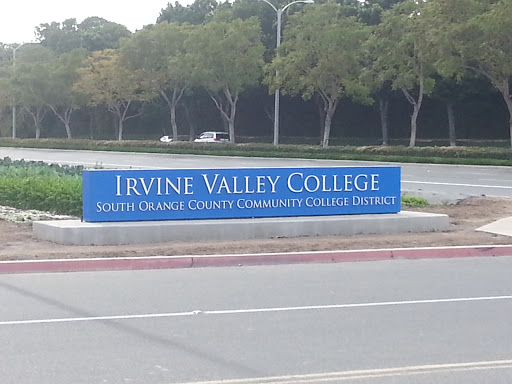 Irvine Valley College
South Orange County Community College District